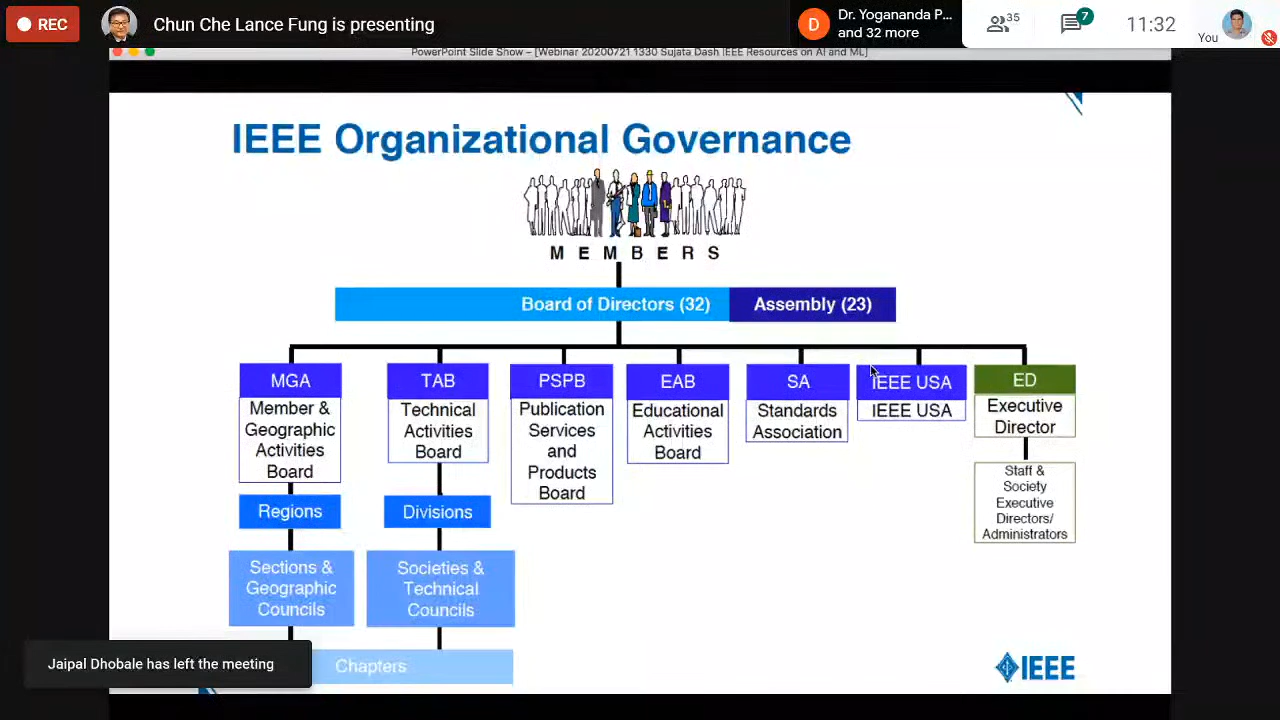 REC
Chun Che Lance Fung is presenting
D
Dr. Yogananda P...
and 32 more
35
7
11:32
You
PowerPoint Slide Show - [Webinar 20200721 1330 Sujata Dash IEEE Resources on AI and ML]
IEEE Organizational Governance
MEMBERS
Board of Directors (32)
Assembly (23)
MGA
Member &
Geographic
Activities
Board
Regions
Sections &
Geographic
Councils
TAB
Technical
Activities
Board
Divisions
Societies &
Technical
Councils
Chapters
PSPB
Publication
Services
and
Products
Board
EAB
Educational
Activities
Board
SA
Standards
Association
IEEE USA
IEEE USA
ED
Executive
Director
Staff &
Society
Executive
Directors/
Administrators
Jaipal Dhobale has left the meeting
IEEE